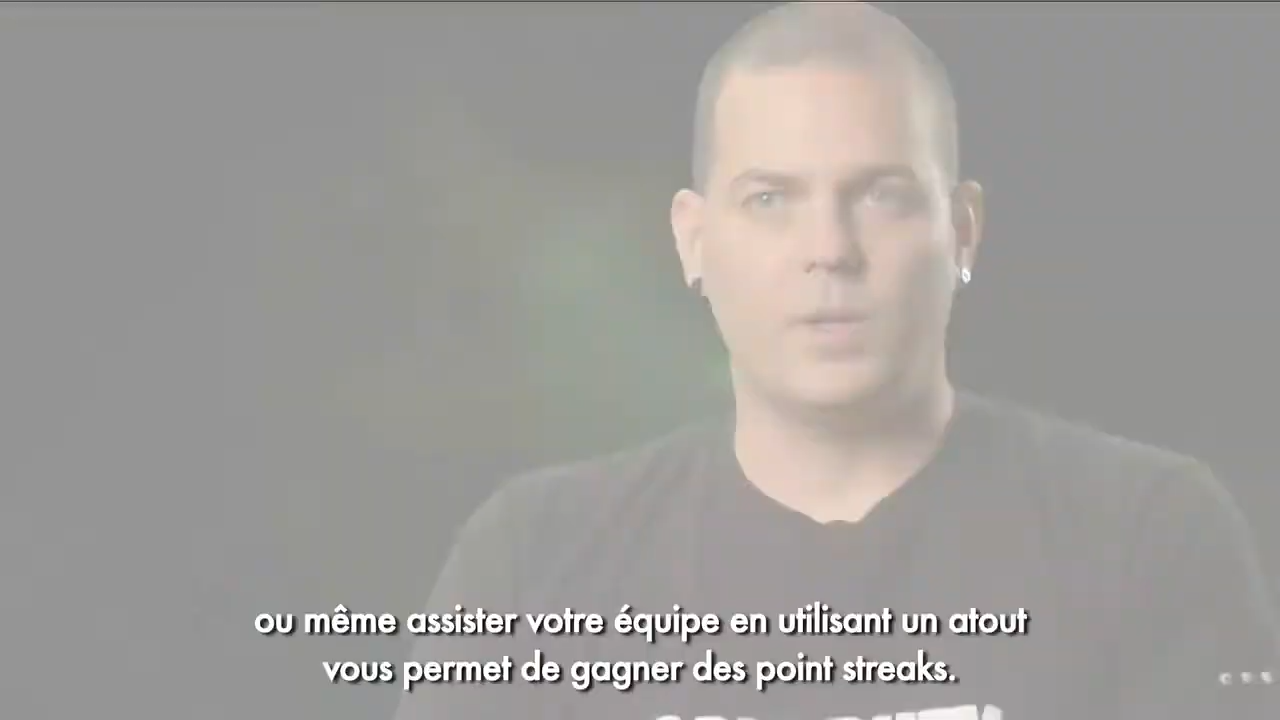 ou même assister votre équipe en utilisant un atout
vous permet de gagner des point streaks.